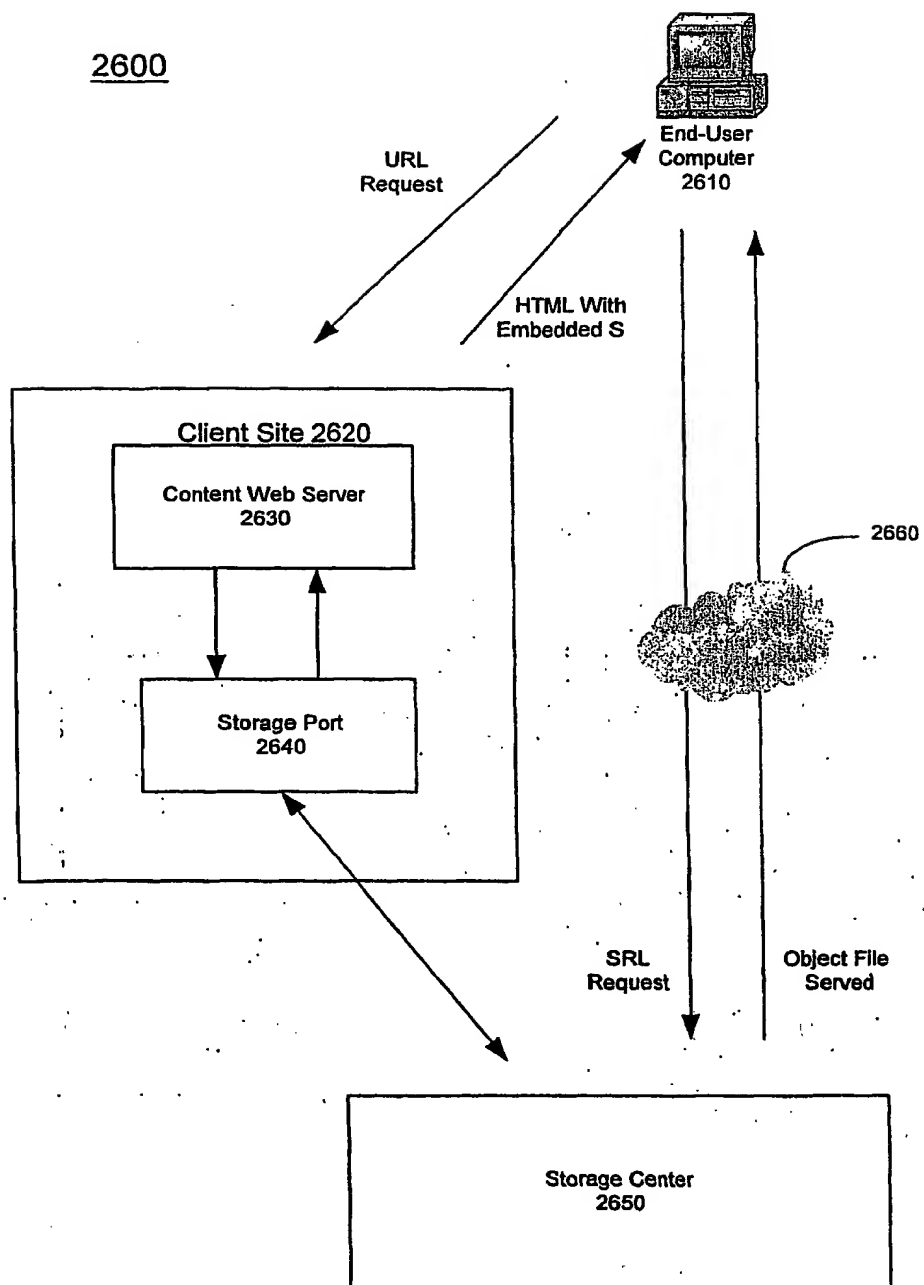 2600
End-User
Computer
2610
URL
Request
HTML With
Embedded S
Client Site 2620
Content Web Server
2630
2660
Storage Port
2640
SRL
Request
Object File
Served
Storage Center
2650